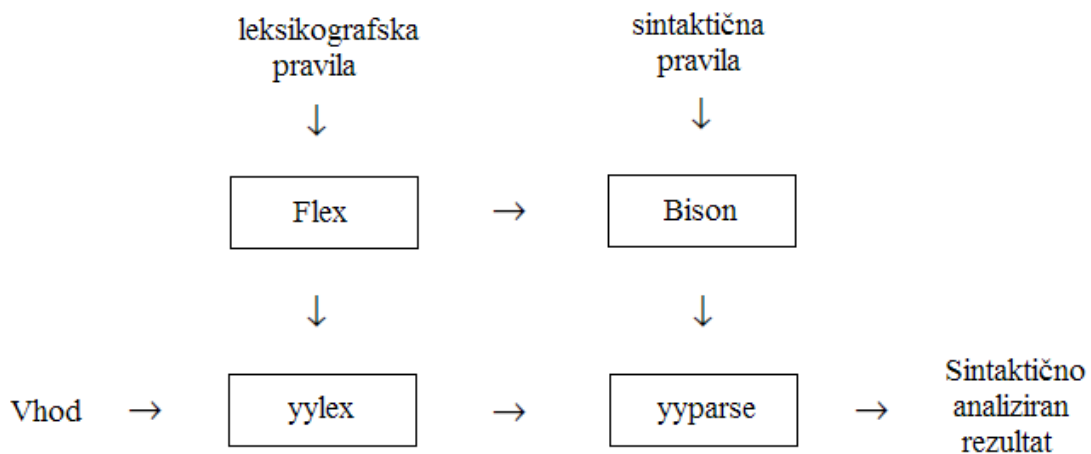 leksikografska
pravila
sintaktična
pravila
↓
↓
Flex
→
Bison
↓
↓
Vhod
→
yylex
→
yyparse
→
Sintaktično
analiziran
rezultat